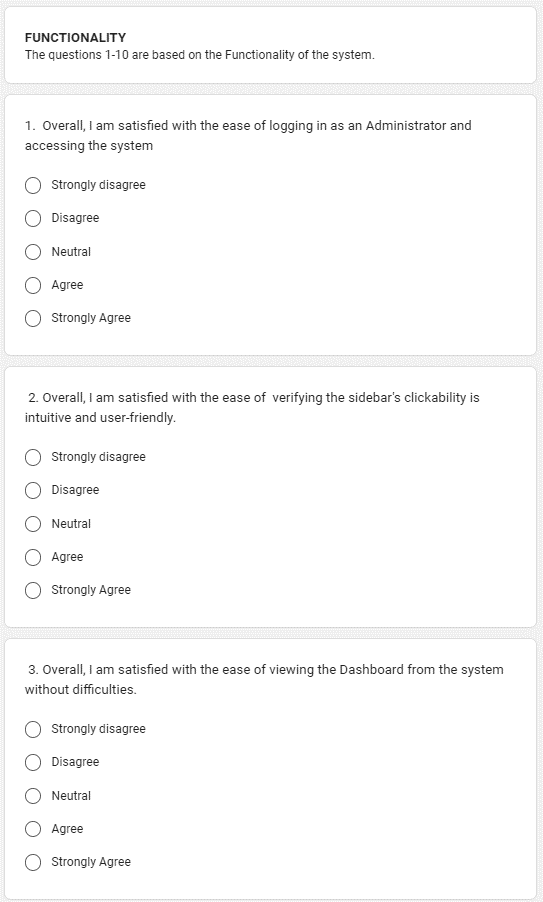 FUNCTIONALITY
The questions 1-10 are based on the Functionality of the system.
1. Overall, I am satisfied with the ease of logging in as an Administrator and
accessing the system
Strongly disagree
Disagree
Neutral
Agree
Strongly Agree
2. Overall, I am satisfied with the ease of verifying the sidebar's clickability is
intuitive and user-friendly.
Strongly disagree
Disagree
Neutral
Agree
Strongly Agree
3. Overall, I am satisfied with the ease of viewing the Dashboard from the system
without difficulties.
Strongly disagree
Disagree
Neutral
Agree
Strongly Agree